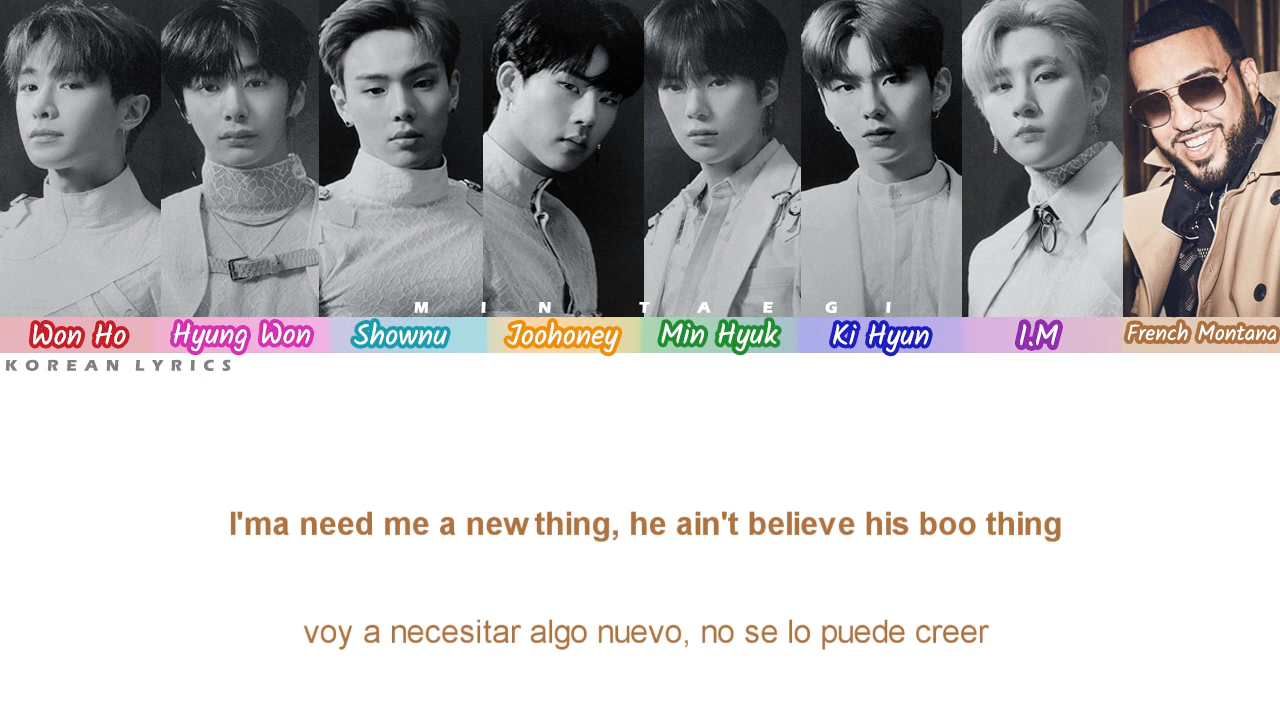 M I N T A E G I
Won Ho Hyung Won Shownu Joohoney Min Hyuk Ki Hyun I.M French Montana
KOREAN LYRICS
I'ma need me a new thing, he ain't believe his boo thing
voy a necesitar algo nuevo, no se lo puede creer